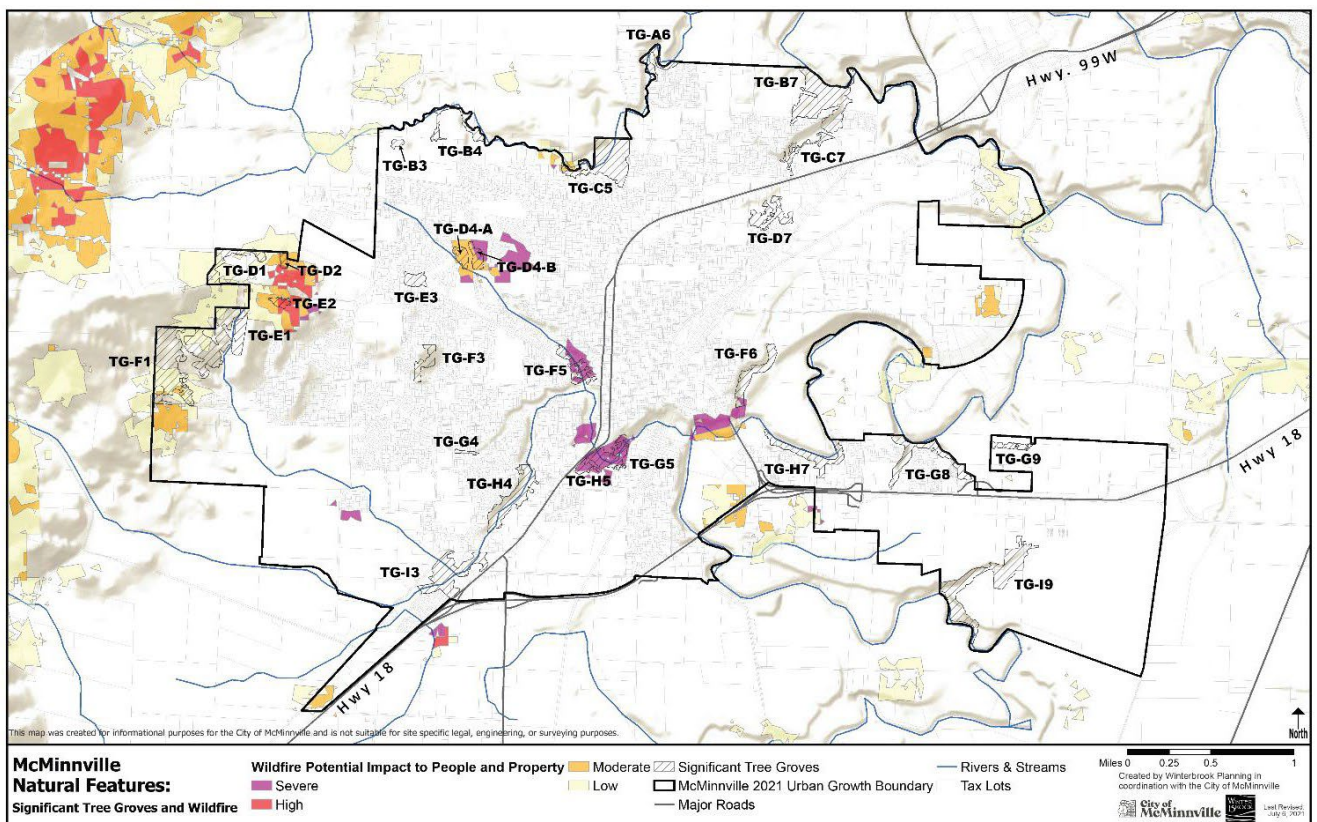 TG-A6
TG-B7
Hwy. 99W
TG-B4
TG-B3
TG-C7
TG-C5
TG-D7
TG-D4-A
TG-D4-B
TG-D1
TG-D2
TG-E3
TG-E2
TG-E1
TG-F1
TG-F3
TG-F5
TG-F6
TG-G4
TG-G5
TG-H5
TG-H7
TG-G8
TG-G9
Hwy 18
TG-H4
TG-I3
TG-I9
Hwy 18
This map was created for informational purposes for the City of McMinnville and is not suitable for site specific legal, engineering, or surveying purposes.
North
McMinnville
Natural Features:
Significant Tree Groves and Wildfire
Wildfire Potential Impact to People and Property
Severe
High
Moderate
Low
Significant Tree Groves
McMinnville 2021 Urban Growth Boundary
Major Roads
Rivers & Streams
Tax Lots
Miles 0 0.25 0.5 1
Created by Winterbrook Planning in
coordination with the City of McMinnville
City of
McMinnville
WINTER
BROOK
Last Revised
July 6, 2021